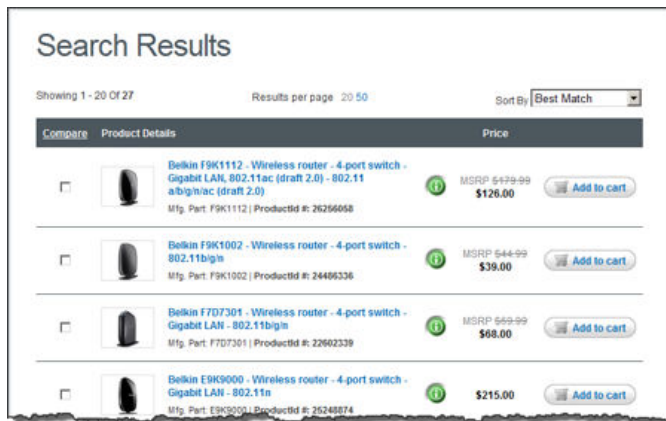 Search Results
Showing 1 - 20 Of 27
Results per page 20 50
Sort By Best Match
Compare Product Details Price
Belkin F9K1112 - Wireless router - 4-port switch -
Gigabit LAN, 802.11ac (draft 2.0) - 802.11
a/b/g/n/ac (draft 2.0)
Mfg. Part: F9K1112 | ProductId #: 26256058
MSRP $179.99
$126.00
Add to cart
Belkin F9K1002 - Wireless router - 4-port switch -
802.11b/g/n
Mfg. Part: F9K1002 | ProductId #: 24486336
MSRP $44.99
$39.00
Add to cart
Belkin F7D7301 - Wireless router - 4-port switch -
Gigabit LAN - 802.11b/g/n
Mfg. Part: F7D7301 | ProductId #: 22602339
MSRP $69.99
$68.00
Add to cart
Belkin E9K9000 - Wireless router - 4-port switch -
Gigabit LAN - 802.11n
Mfg. Part: E9K9000 | ProductId #: 25248874
$215.00
Add to cart